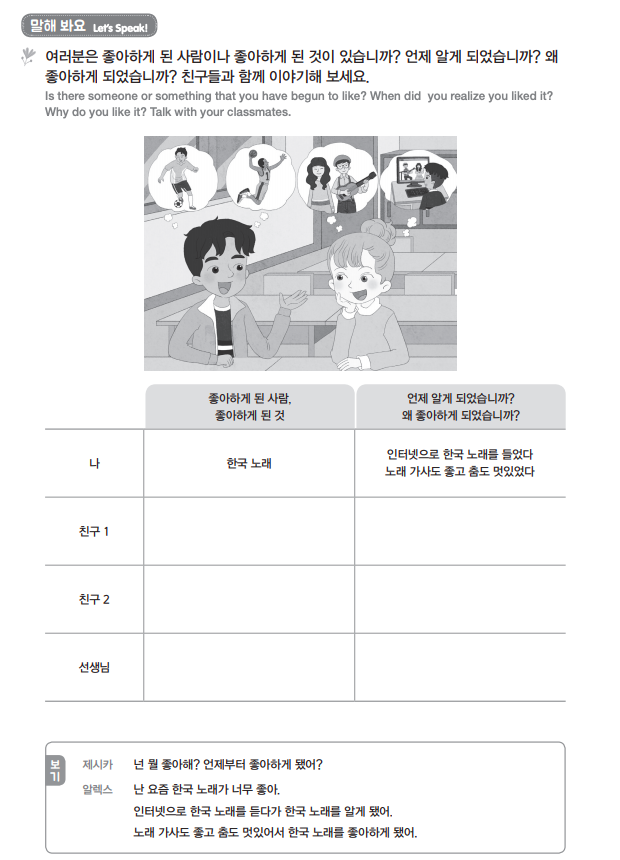 말해 봐요 Let's Speak!
여러분은 좋아하게 된 사람이나 좋아하게 된 것이 있습니까? 언제 알게 되었습니까? 왜
좋아하게 되었습니까? 친구들과 함께 이야기해 보세요.
Is there someone or something that you have begun to like? When did you realize you liked it?
Why do you like it? Talk with your classmates.
좋아하게 된 사람,
좋아하게 된 것
언제 알게 되었습니까?
왜 좋아하게 되었습니까?
나
한국 노래
인터넷으로 한국 노래를 들었다
노래 가사도 좋고 춤도 멋있었다
친구 1
친구 2
선생님
보기
제시카 넌 뭘 좋아해? 언제부터 좋아하게 됐어?
알렉스 난 요즘 한국 노래가 너무 좋아.
인터넷으로 한국 노래를 듣다가 한국 노래를 알게 됐어.
노래 가사도 좋고 춤도 멋있어서 한국 노래를 좋아하게 됐어.